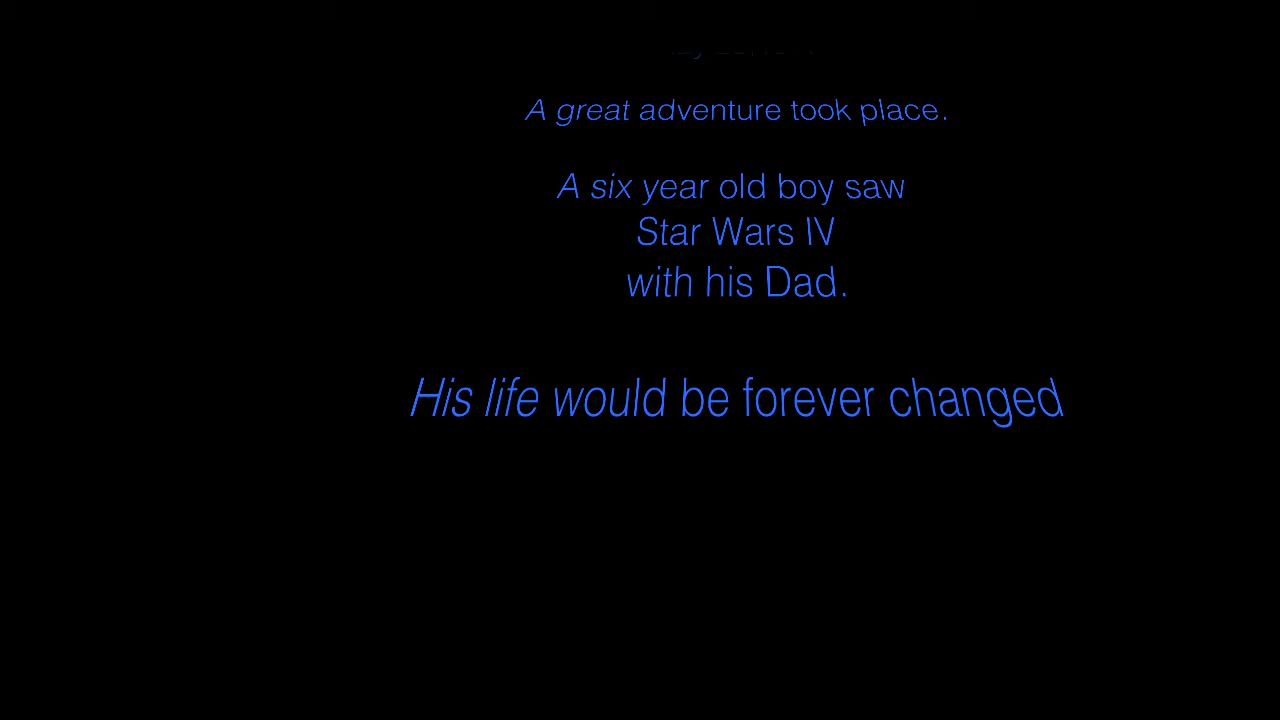 A great adventure took place.
A six year old boy saw
Star Wars IV
with his Dad.
His life would be forever changed